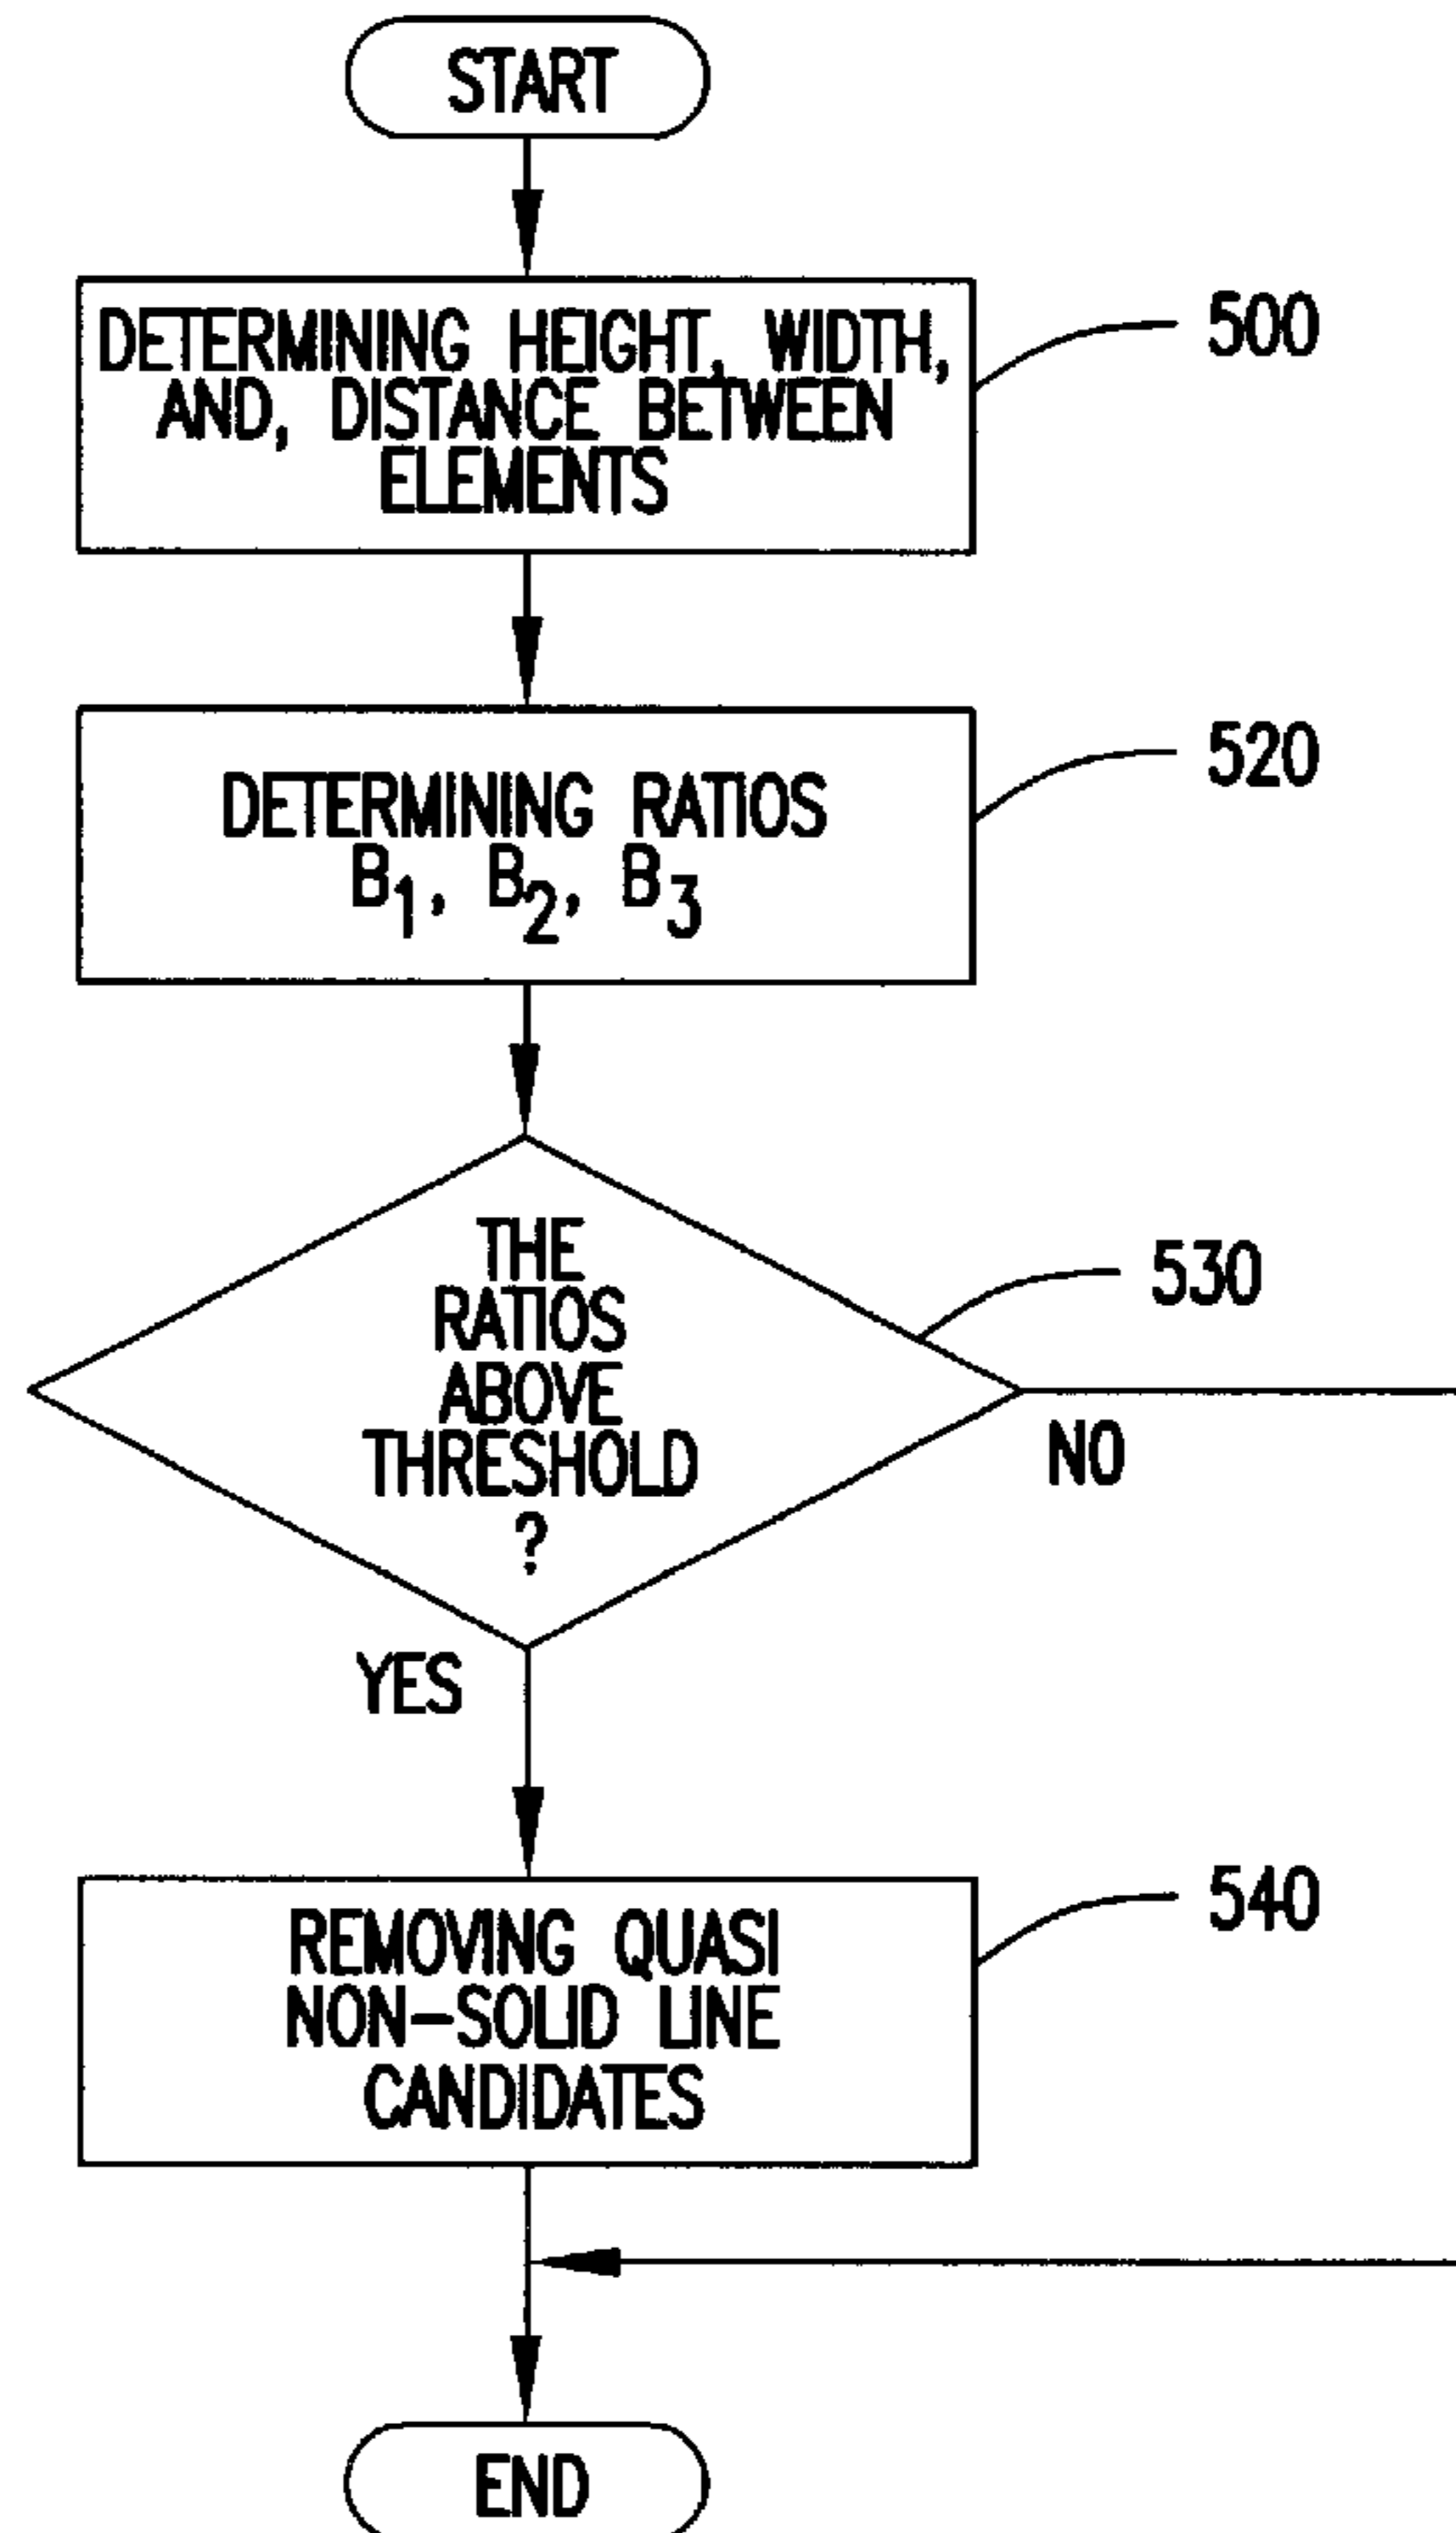 START
DETERMINING HEIGHT, WIDTH,
AND, DISTANCE BETWEEN
ELEMENTS
500
DETERMINING RATIOS
B1, B2, B3
520
THE
RATIOS
ABOVE
THRESHOLD
?
530
NO
YES
REMOVING QUASI
NON-SOLID LINE
CANDIDATES
540
END